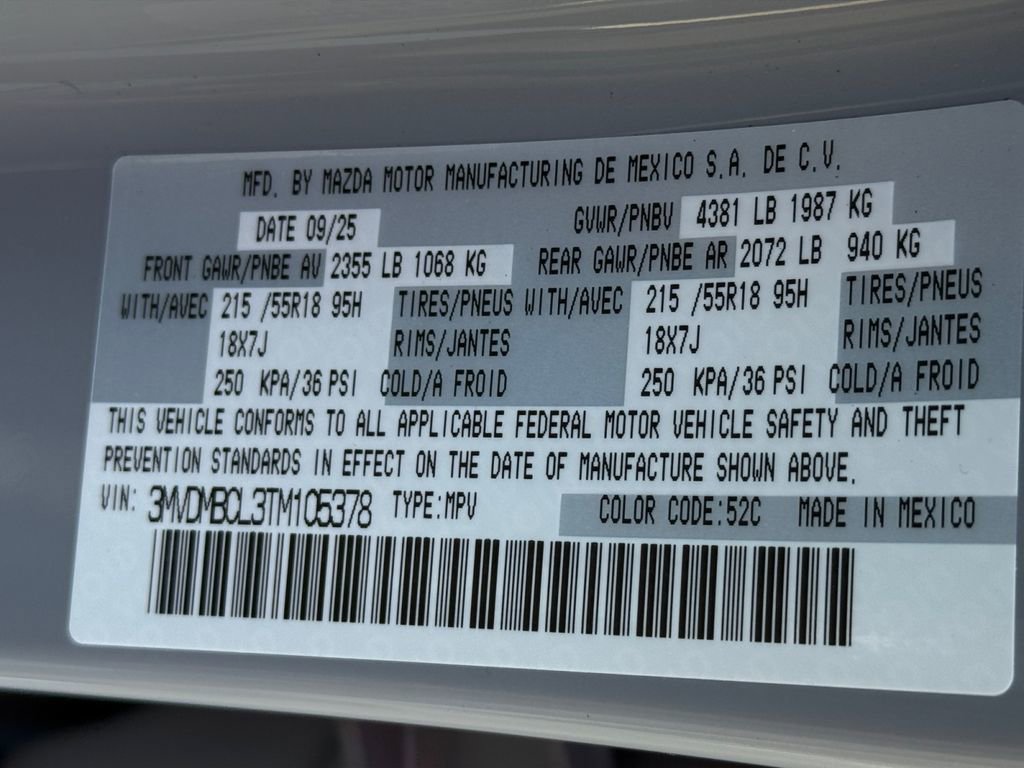 MFD. BY MAZDA MOTOR MANUFACTURING DE MEXICO S.A. DE C.V.
DATE 09/25 GVWR/PNBV 4381 LB 1987 KG
FRONT GAWR/PNBE AV 2355 LB 1068 KG REAR GAWR/PNBE AR 2072 LB 940 KG
WITH/AVEC 215 /55R18 95H TIRES/PNEUS WITH/AVEC 215 /55R18 95H TIRES/PNEUS
18X7J RIMS/JANTES 18X7J RIMS/JANTES
250 KPA/36 PSI COLD/A FROID 250 KPA/36 PSI COLD/A FROID
THIS VEHICLE CONFORMS TO ALL APPLICABLE FEDERAL MOTOR VEHICLE SAFETY AND THEFT
PREVENTION STANDARDS IN EFFECT ON THE DATE OF MANUFACTURE SHOWN ABOVE.
VIN: 3MVDMBCL3TM105378 TYPE:MPV COLOR CODE:52C MADE IN MEXICO